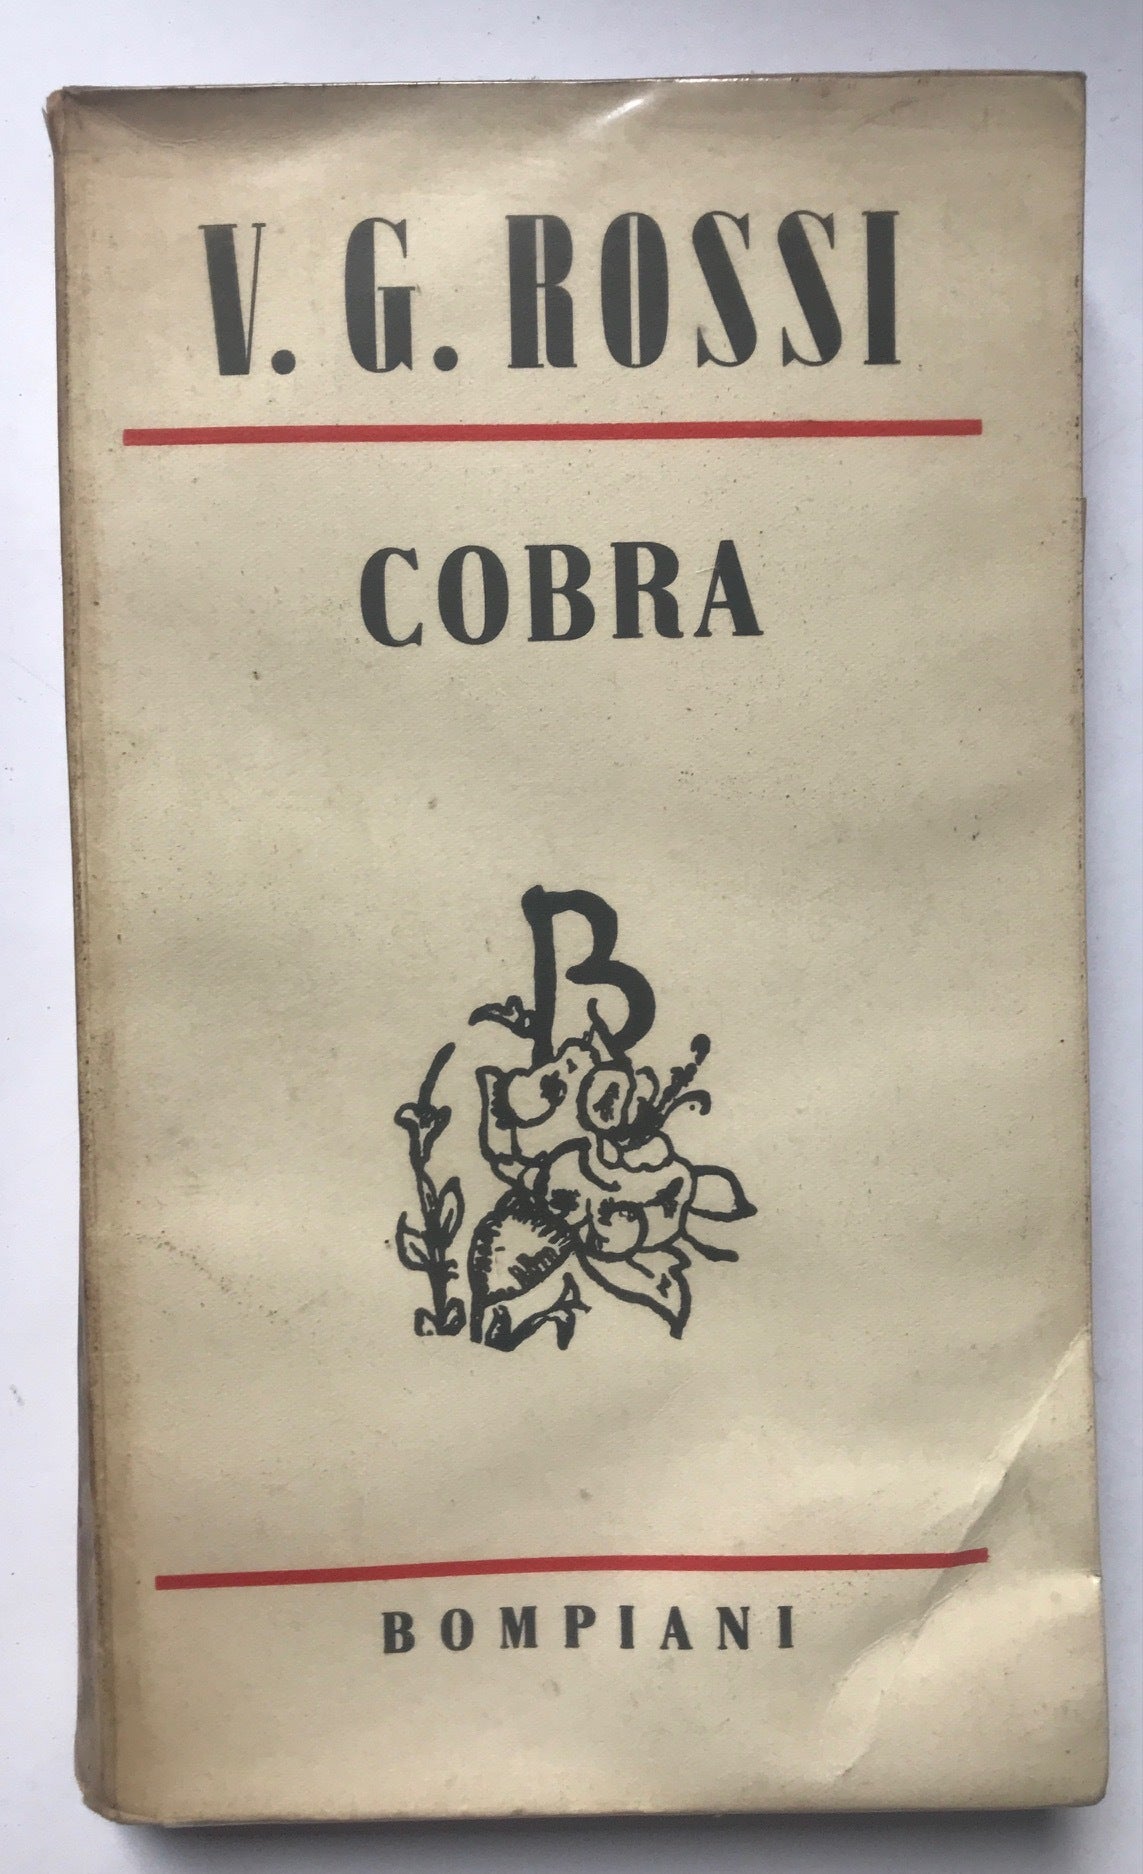 V. G. ROSSI
COBRA
B
BOMPIANI